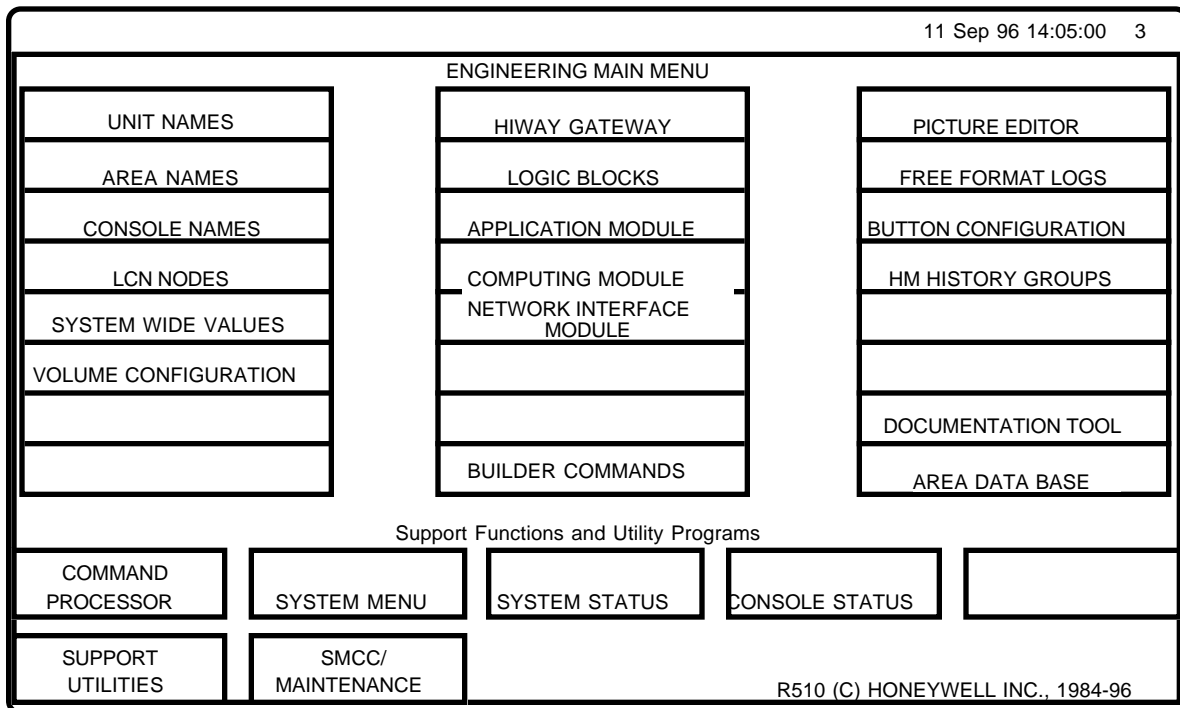 11 Sep 96 14:05:00 3
ENGINEERING MAIN MENU
UNIT NAMES
AREA NAMES
CONSOLE NAMES
LCN NODES
SYSTEM WIDE VALUES
VOLUME CONFIGURATION
HIWAY GATEWAY
LOGIC BLOCKS
APPLICATION MODULE
COMPUTING MODULE
NETWORK INTERFACE
MODULE
BUILDER COMMANDS
PICTURE EDITOR
FREE FORMAT LOGS
BUTTON CONFIGURATION
HM HISTORY GROUPS
DOCUMENTATION TOOL
AREA DATA BASE
Support Functions and Utility Programs
COMMAND
PROCESSOR
SYSTEM MENU
SYSTEM STATUS
CONSOLE STATUS
SUPPORT
UTILITIES
SMCC/
MAINTENANCE
R510 (C) HONEYWELL INC., 1984-96